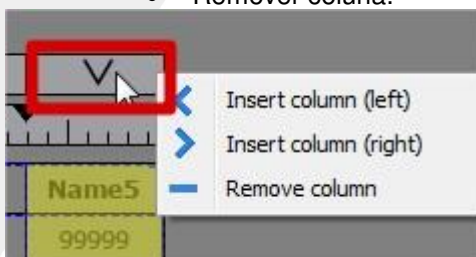 Remover coluna.
Insert column (left)
Insert column (right)
Name5
Remove column
99999